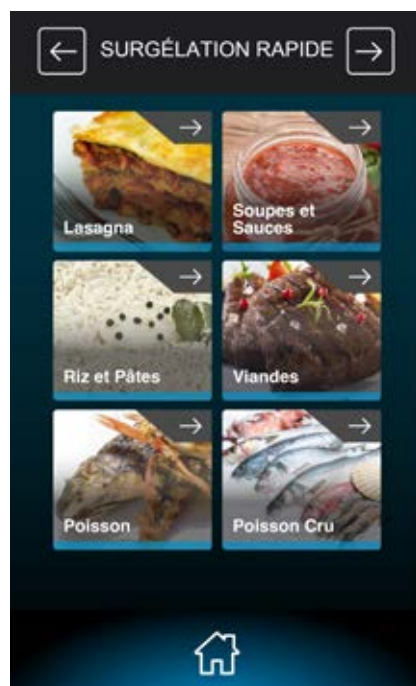 SURGÉLATION RAPIDE
Lasagna
Soupes et
Sauces
Riz et Pâtes
Viandes
Poisson
Poisson Cru